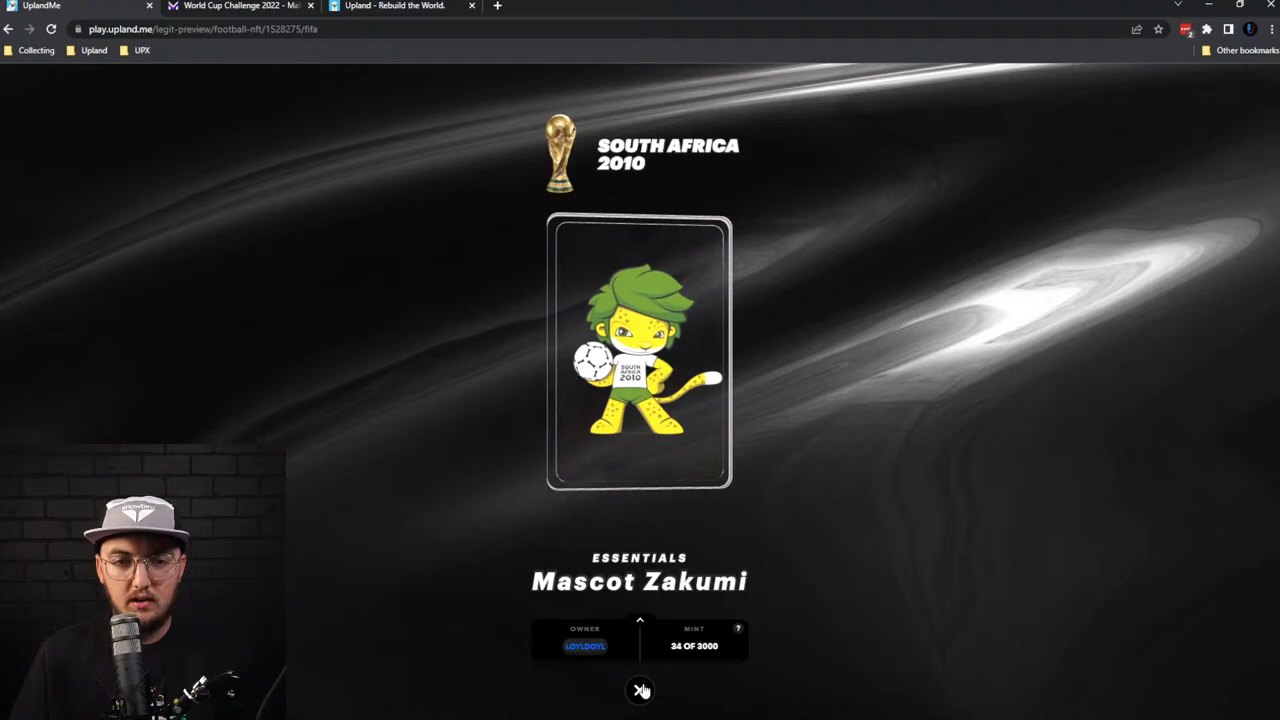 UplandMe
World Cup Challenge 2022 - Ma
Upland - Rebuild the World.
play.upland.me/legit-preview/football-nft/1528275/fifa
2
Collecting
Upland
UPX
Other bookmarks
SOUTH AFRICA
2010
SOUTH
AFRICA
2010
ESSENTIALS
Mascot Zakumi
OWNER
MINT
?
LOYLDOYL
34 OF 3000
snowbird